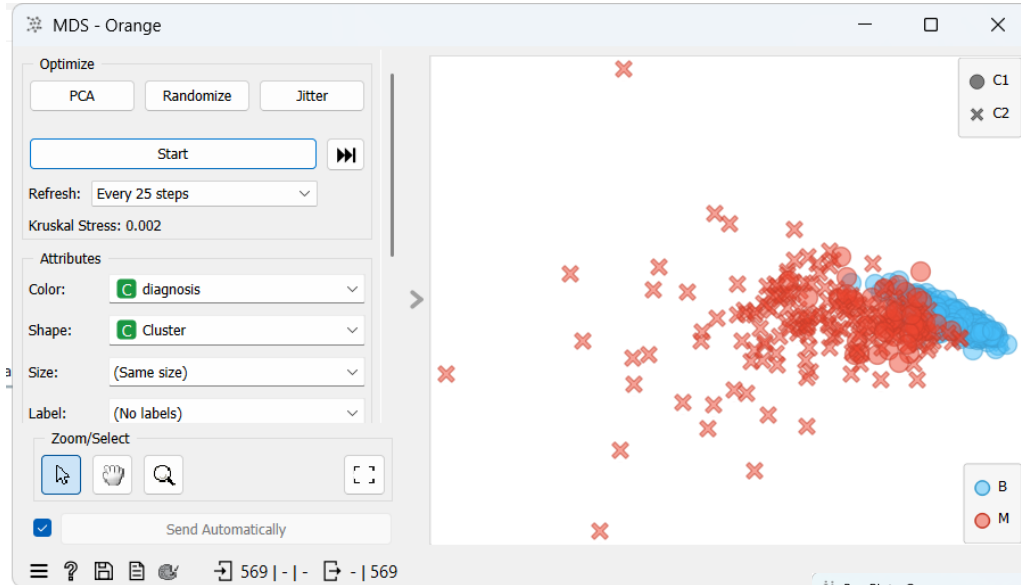 MDS - Orange
Optimize
PCA Randomize Jitter
Start
Refresh: Every 25 steps
Kruskal Stress: 0.002
Attributes
Color: C diagnosis
Shape: C Cluster
Size: (Same size)
Label: (No labels)
Zoom/Select
Send Automatically
569 | - | - - | 569
C1
C2
B
M